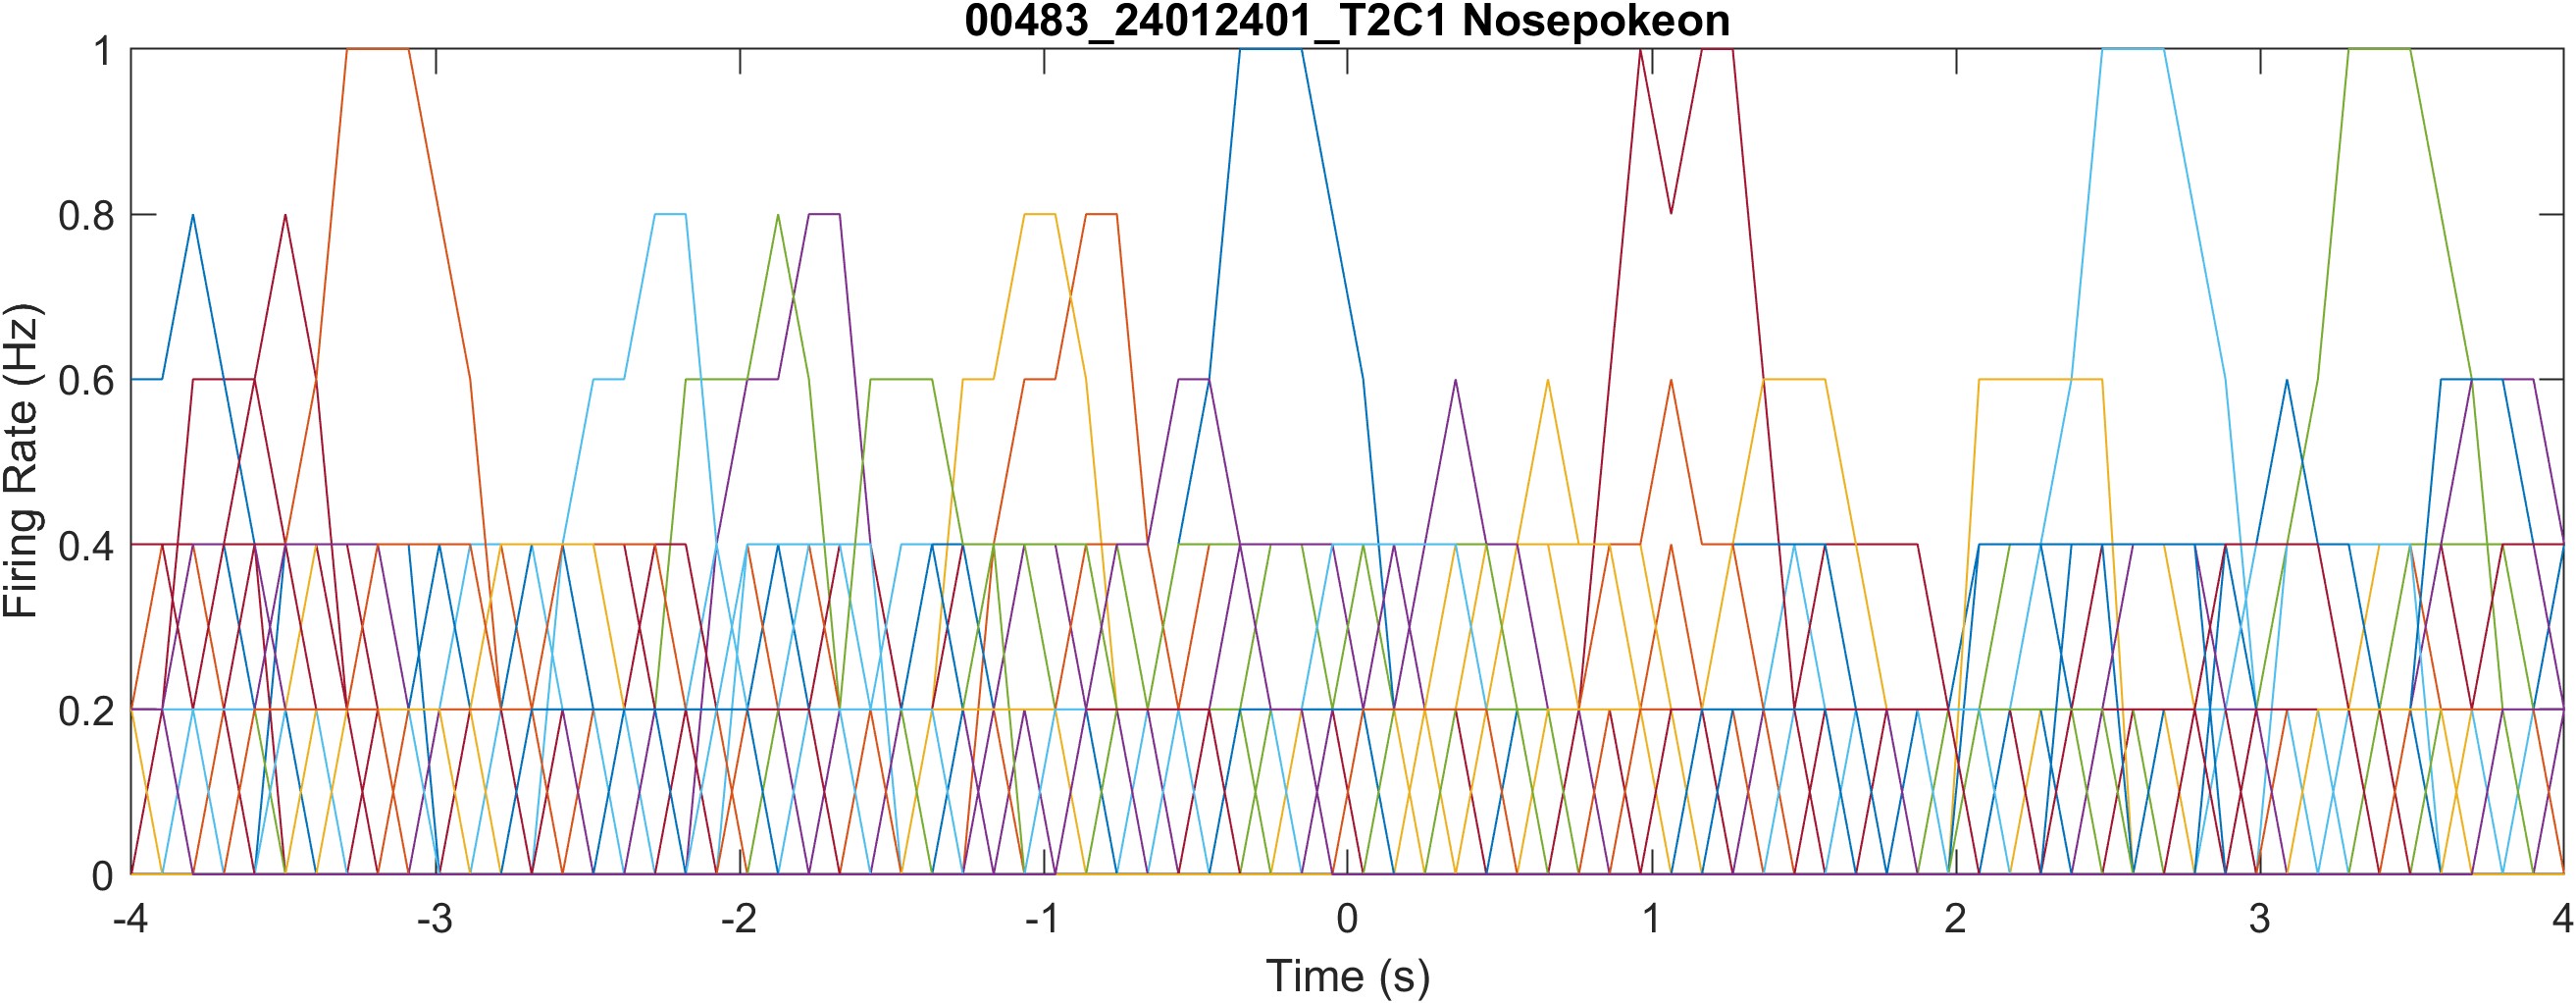 00483_24012401_T2C1 Nosepokeon
Firing Rate (Hz)
1
0.8
0.6
0.4
0.2
0
-4 -3 -2 -1 0 1 2 3 4
Time (s)